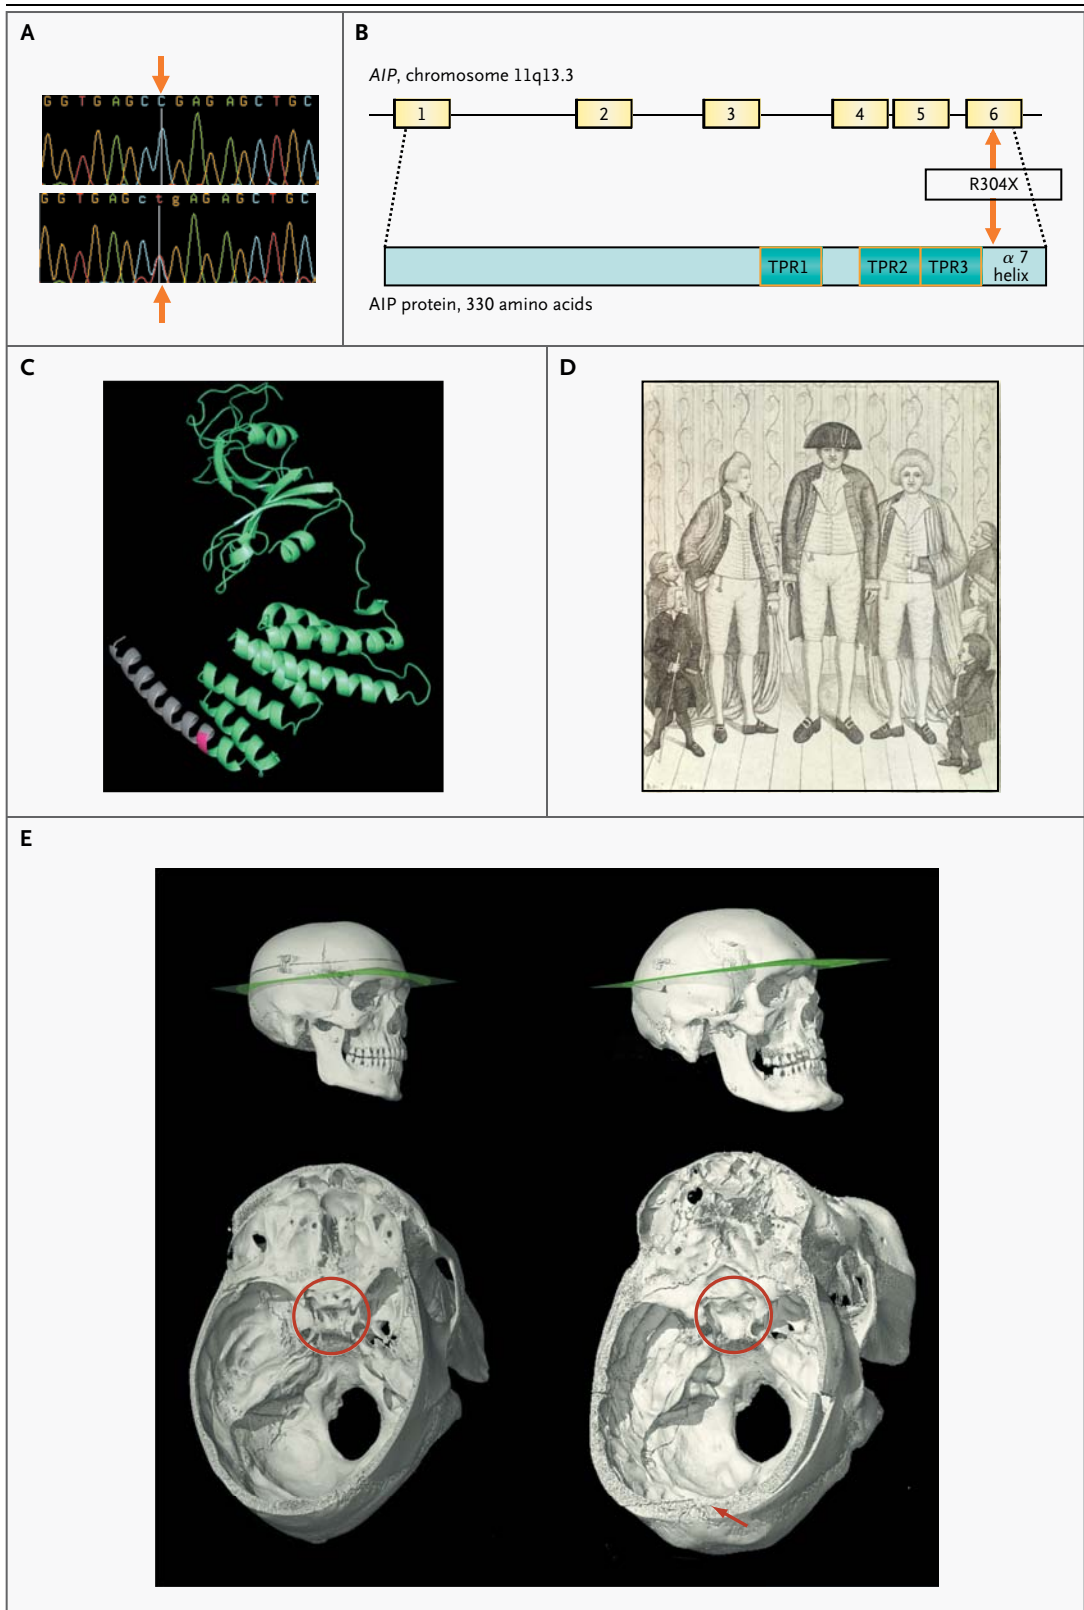 A
G G T G A G C C G A G A G C T G C
G G T G A G c t g A G A G C T G C
B
AIP, chromosome 11q13.3
1 2 3 4 5 6
R304X
TPR1 TPR2 TPR3 α 7
helix
AIP protein, 330 amino acids
C
D
E